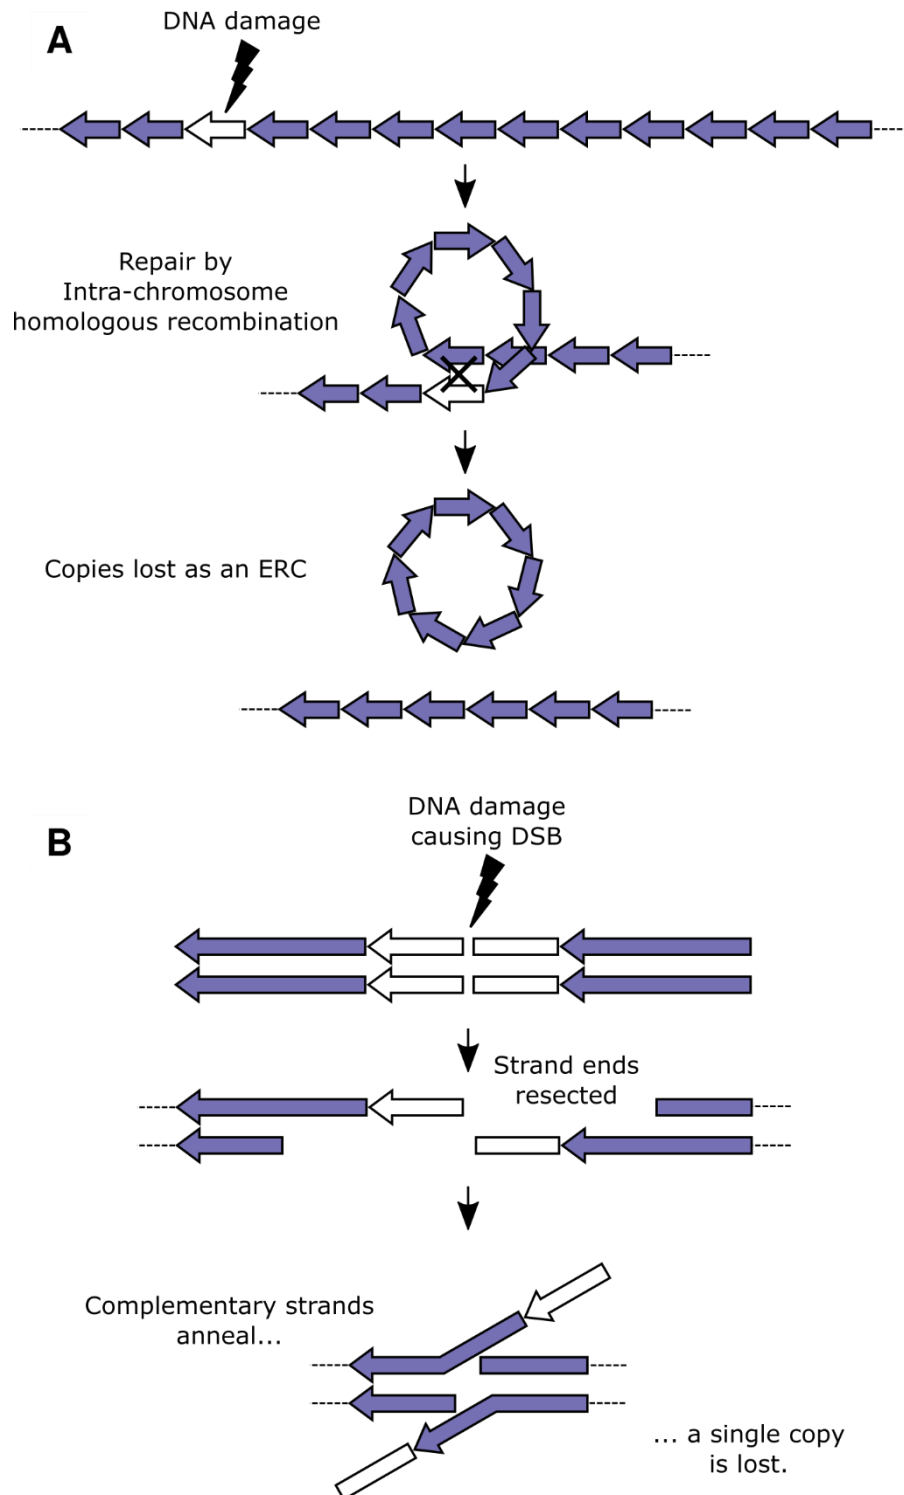 A
DNA damage
Repair by
Intra-chromosome
homologous recombination
Copies lost as an ERC
B
DNA damage
causing DSB
Strand ends
resected
Complementary strands
anneal...
... a single copy
is lost.